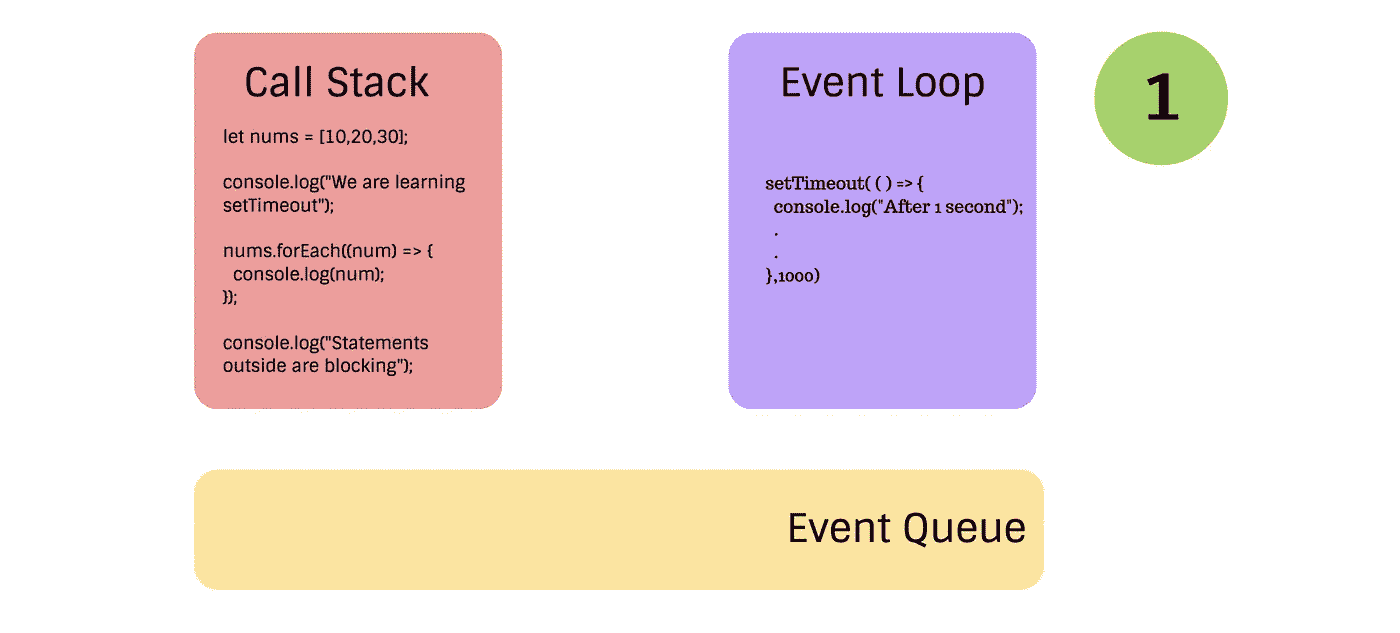 Call Stack
let nums = [10,20,30];
console.log("We are learning
setTimeout");
nums.forEach((num) => {
  console.log(num);
});
console.log("Statements
outside are blocking");
Event Loop
setTimeout( ( ) => {
  console.log("After 1 second");
  .
  .
},1000)
1
Event Queue